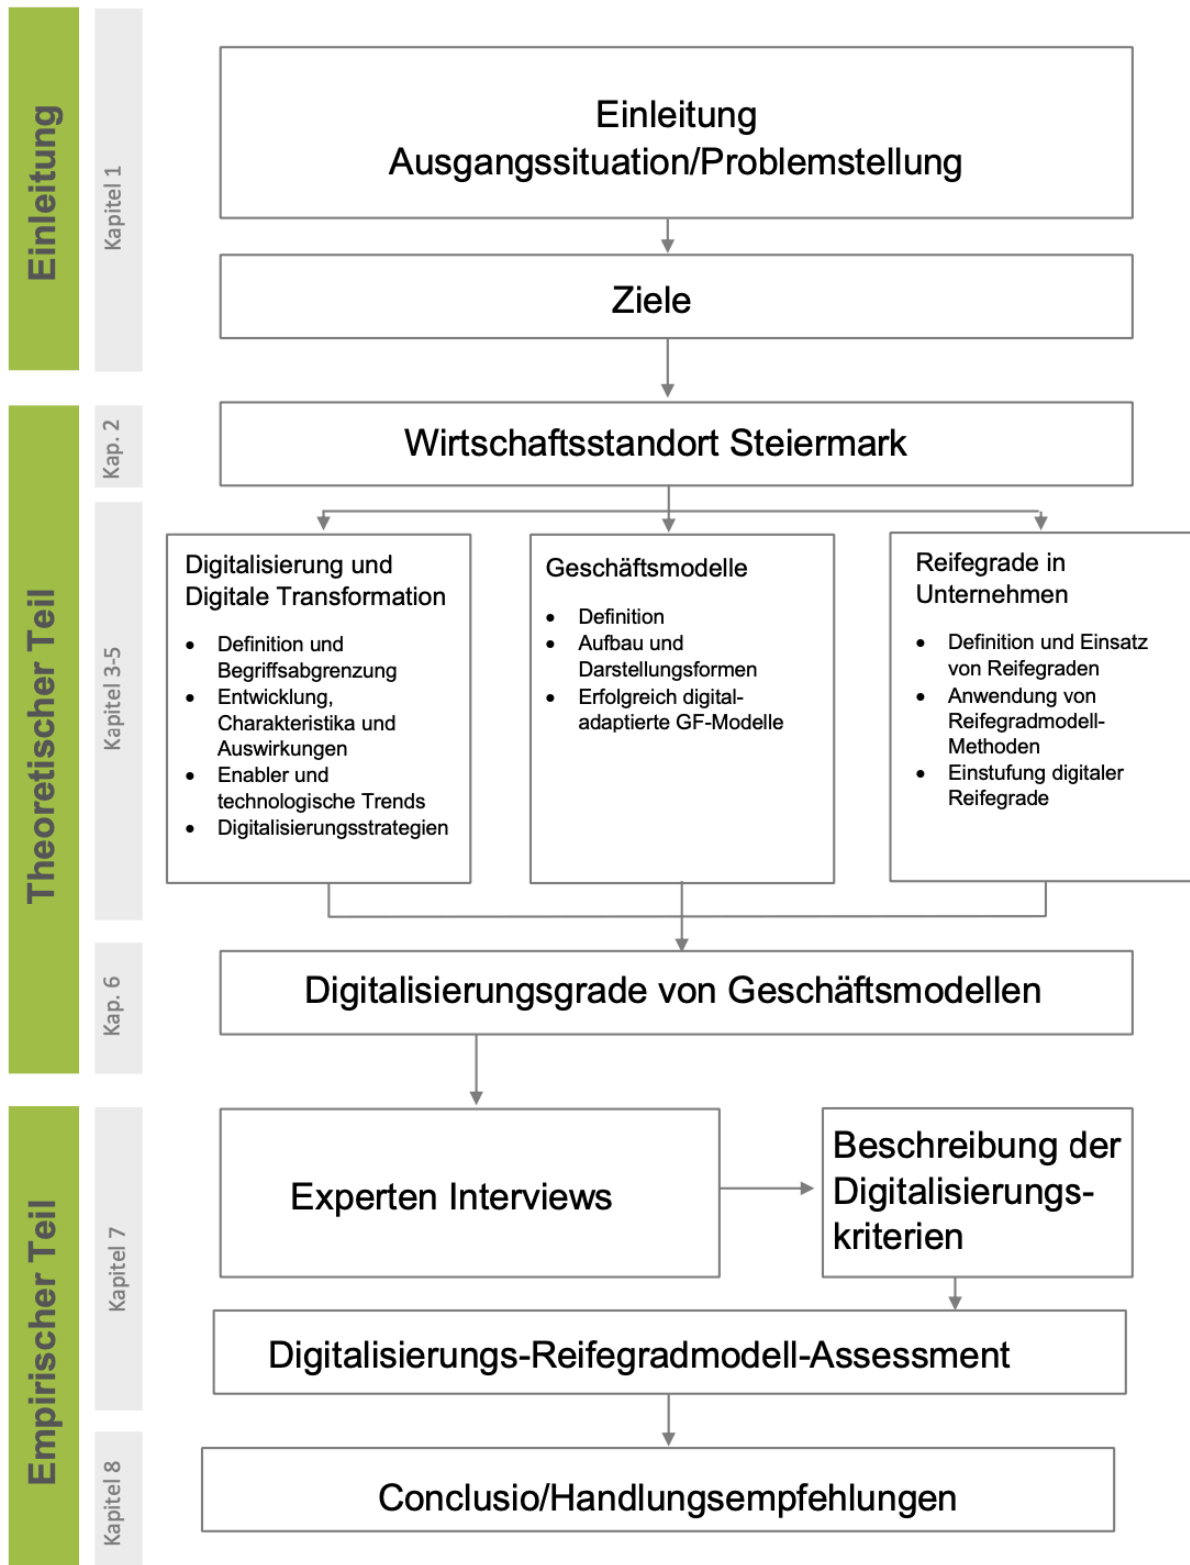 Einleitung
Kapitel 1
Einleitung
Ausgangssituation/Problemstellung
Ziele
Theoretischer Teil
Kap. 2
Wirtschaftsstandort Steiermark
Kapitel 3-5
Digitalisierung und
Digitale Transformation
• Definition und
Begriffsabgrenzung
• Entwicklung,
Charakteristika und
Auswirkungen
• Enabler und
technologische Trends
• Digitalisierungsstrategien
Geschäftsmodelle
• Definition
• Aufbau und
Darstellungsformen
• Erfolgreich digital-
adaptierte GF-Modelle
Reifegrade in
Unternehmen
• Definition und Einsatz
von Reifegraden
• Anwendung von
Reifegradmodell-
Methoden
• Einstufung digitaler
Reifegrade
Kap. 6
Digitalisierungsgrade von Geschäftsmodellen
Empirischer Teil
Kapitel 7
Experten Interviews
Beschreibung der
Digitalisierungs-
kriterien
Digitalisierungs-Reifegradmodell-Assessment
Kapitel 8
Conclusio/Handlungsempfehlungen